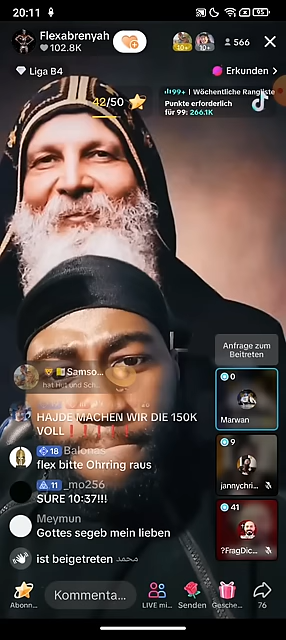 20:11
95
Flexabrenyah
102.8K
10+
10+
566
Liga B4
Erkunden >
42/50
99+ | Wöchentliche Rangliste
Punkte erforderlich
für 99: 266.1K
Anfrage zum
Beitreten
0
Marwan
Samso...
hat Hut und Sch...
HAJDE MACHEN WIR DIE 150K
VOLL
18 Balonas
flex bitte Ohrring raus
9
jannychri...
11 _mo256
SURE 10:37!!!
Meymun
Gottes segeb mein lieben
41
?FragDic...
محمد ist beigetreten
Abonn...
Kommenta...
LIVE mi...
Senden
Gesche...
76